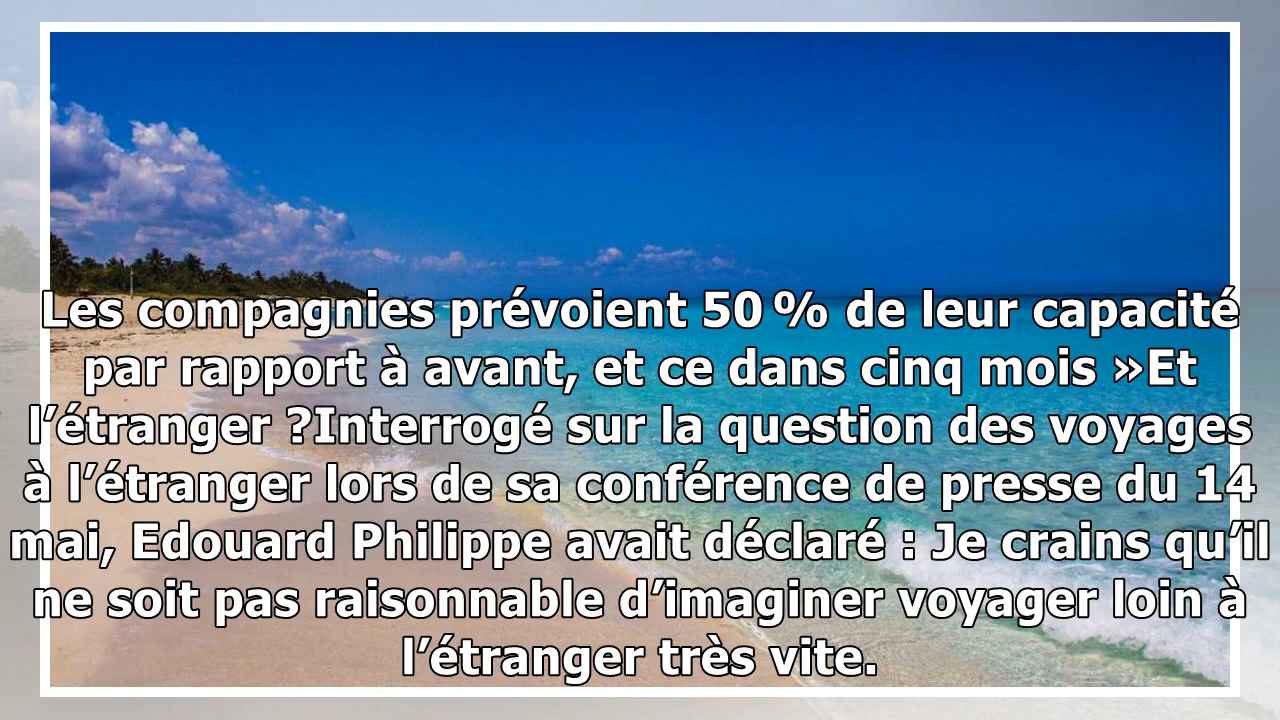 Les compagnies prévoient 50 % de leur capacité
par rapport à avant, et ce dans cinq mois »Et
l’étranger ?Interrogé sur la question des voyages
à l’étranger lors de sa conférence de presse du 14
mai, Edouard Philippe avait déclaré : Je crains qu’il
ne soit pas raisonnable d’imaginer voyager loin à
l’étranger très vite.